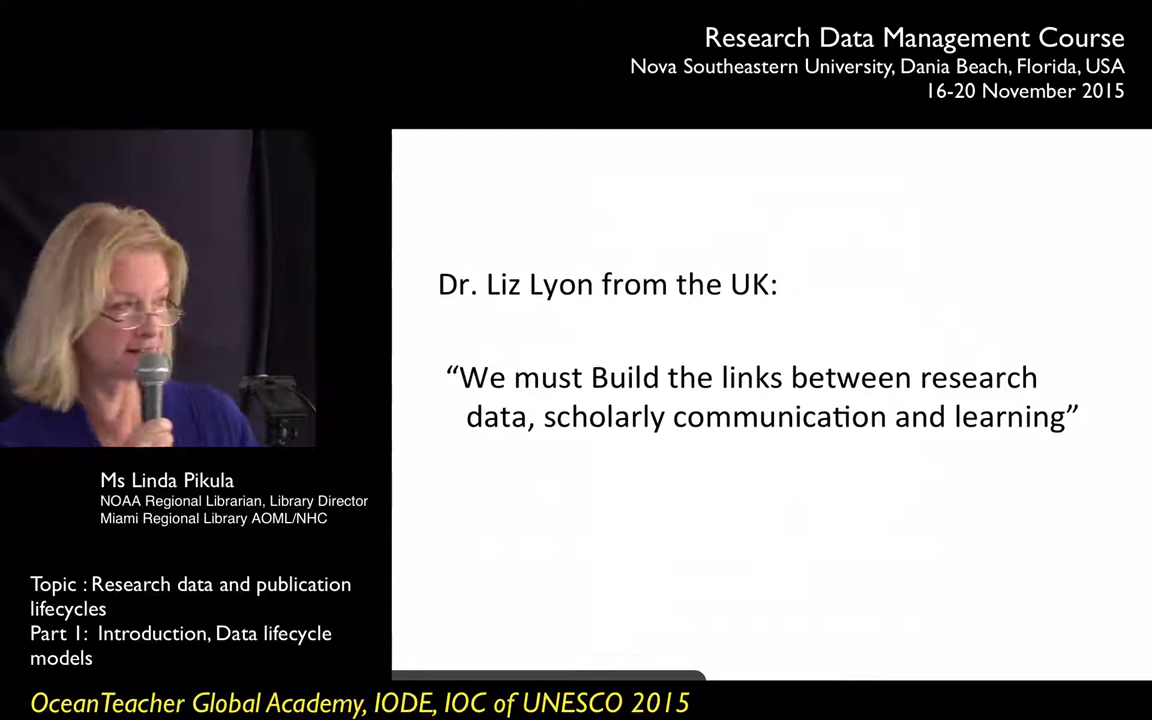 Research Data Management Course
Nova Southeastern University, Dania Beach, Florida, USA
16-20 November 2015
Dr. Liz Lyon from the UK:
“We must Build the links between research
data, scholarly communication and learning”
Ms Linda Pikula
NOAA Regional Librarian, Library Director
Miami Regional Library AOML/NHC
Topic : Research data and publication
lifecycles
Part 1: Introduction, Data lifecycle
models
OceanTeacher Global Academy, IODE, IOC of UNESCO 2015